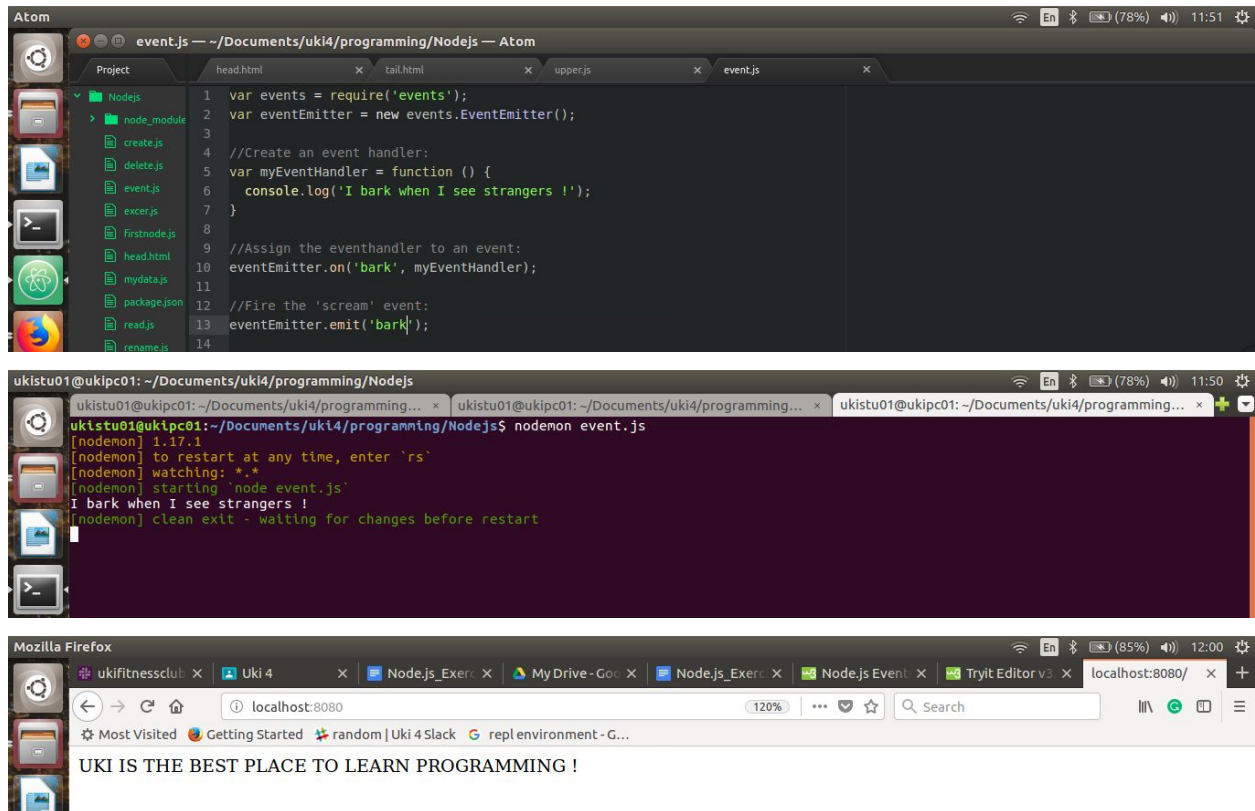 Atom
En (78%) 11:51
event.js — ~/Documents/uki4/programming/Nodejs — Atom
Project head.html × tail.html × upper.js × event.js ×
Nodejs
node_module
create.js
delete.js
event.js
excer.js
firstnode.js
head.html
mydata.js
package.json
read.js
rename.js
1 var events = require('events');
2 var eventEmitter = new events.EventEmitter();
3
4 //Create an event handler:
5 var myEventHandler = function () {
6 console.log('I bark when I see strangers !');
7 }
8
9 //Assign the eventhandler to an event:
10 eventEmitter.on('bark', myEventHandler);
11
12 //Fire the 'scream' event:
13 eventEmitter.emit('bark');
14
ukistu01@ukipc01: ~/Documents/uki4/programming/Nodejs En (78%) 11:50
ukistu01@ukipc01: ~/Documents/uki4/programming... × ukistu01@ukipc01: ~/Documents/uki4/programming... × ukistu01@ukipc01: ~/Documents/uki4/programming... ×
ukistu01@ukipc01:~/Documents/uki4/programming/Nodejs$ nodemon event.js
[nodemon] 1.17.1
[nodemon] to restart at any time, enter `rs`
[nodemon] watching: *.*
[nodemon] starting `node event.js`
I bark when I see strangers !
[nodemon] clean exit - waiting for changes before restart
Mozilla Firefox En (85%) 12:00
ukifitnessclub × Uki 4 × Node.js_Exerc × My Drive - Goo × Node.js_Exerc × Node.js Event × Tryit Editor v3. × localhost:8080/ × +
localhost:8080 120% ••• Search
Most Visited Getting Started random | Uki 4 Slack repl environment - G...
UKI IS THE BEST PLACE TO LEARN PROGRAMMING !